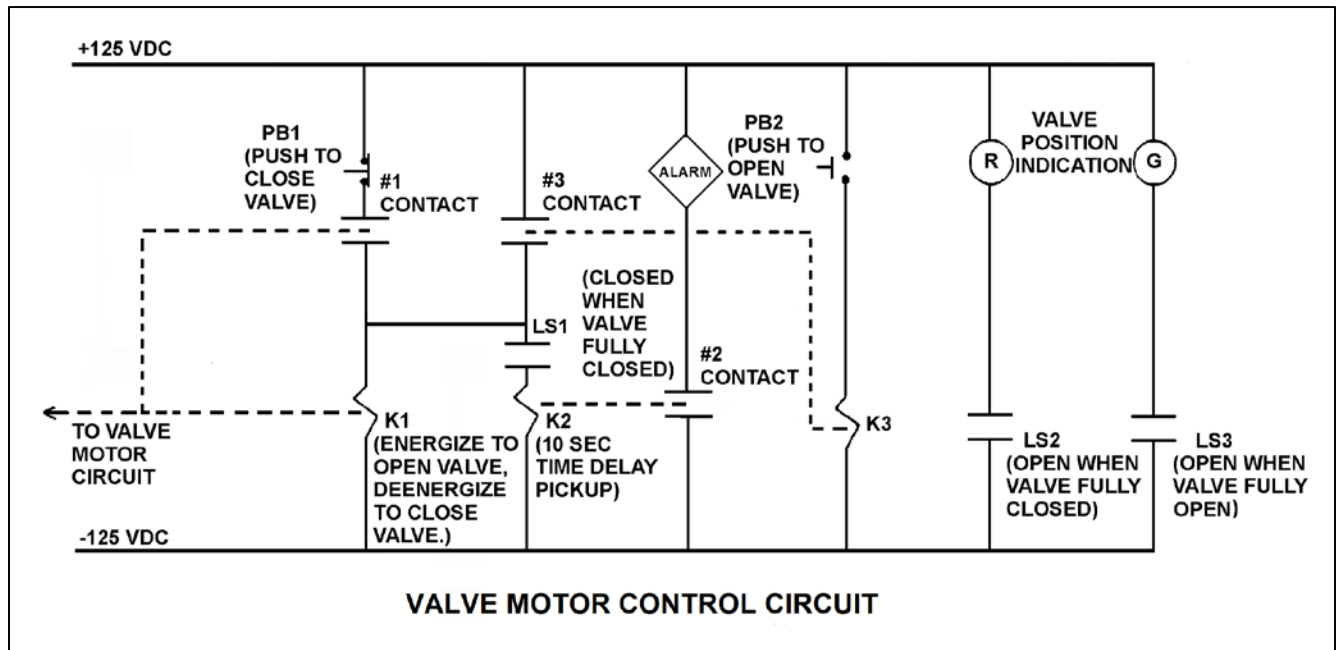 +125 VDC
PB1
(PUSH TO
CLOSE
VALVE)
#1
CONTACT
#3
CONTACT
ALARM
PB2
(PUSH TO
OPEN
VALVE)
R
VALVE
POSITION
INDICATION
G
(CLOSED
WHEN
VALVE
FULLY
CLOSED)
LS1
#2
CONTACT
TO VALVE
MOTOR
CIRCUIT
K1
(ENERGIZE TO
OPEN VALVE,
DEENERGIZE
TO CLOSE
VALVE.)
K2
(10 SEC
TIME DELAY
PICKUP)
K3
LS2
(OPEN WHEN
VALVE FULLY
CLOSED)
LS3
(OPEN WHEN
VALVE FULLY
OPEN)
-125 VDC
VALVE MOTOR CONTROL CIRCUIT